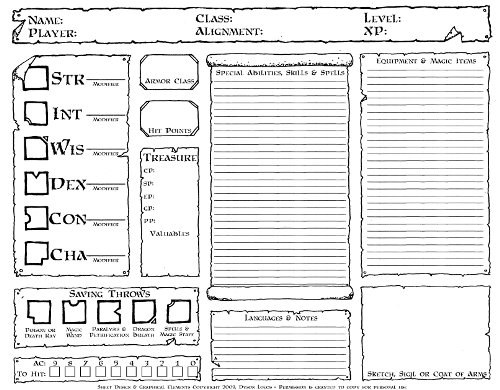 Name: Class: Level:
Player: Alignment: XP:
Str Modifier
Int Modifier
Wis Modifier
Dex Modifier
Con Modifier
Cha Modifier
Armor Class
Hit Points
Treasure
CP:
SP:
EP:
GP:
PP:
Valuables
Special Abilities, Skills & Spells
Equipment & Magic Items
Saving Throws
Poison or Death Ray
Magic Wand
Paralysis & Petrification
Dragon Breath
Spells & Magic Staff
AC: 9 8 7 6 5 4 3 2 1 0
To Hit:
Languages & Notes
Sketch, Sigil or Coat of Arms
Sheet Design & Graphical Elements Copyright 2009, Dyson Logos - Permission is granted to copy for personal use